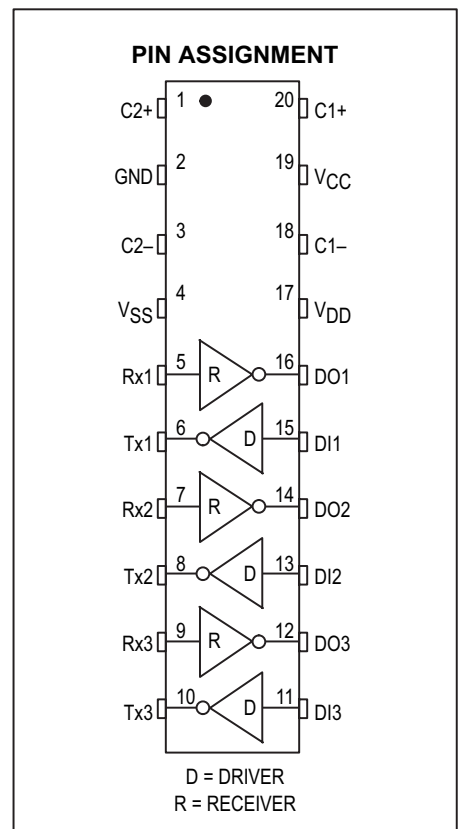 PIN ASSIGNMENT
C2+ 1 20 C1+
GND 2 19 VCC
C2– 3 18 C1–
VSS 4 17 VDD
Rx1 5 R 16 DO1
Tx1 6 D 15 DI1
Rx2 7 R 14 DO2
Tx2 8 D 13 DI2
Rx3 9 R 12 DO3
Tx3 10 D 11 DI3
D = DRIVER
R = RECEIVER